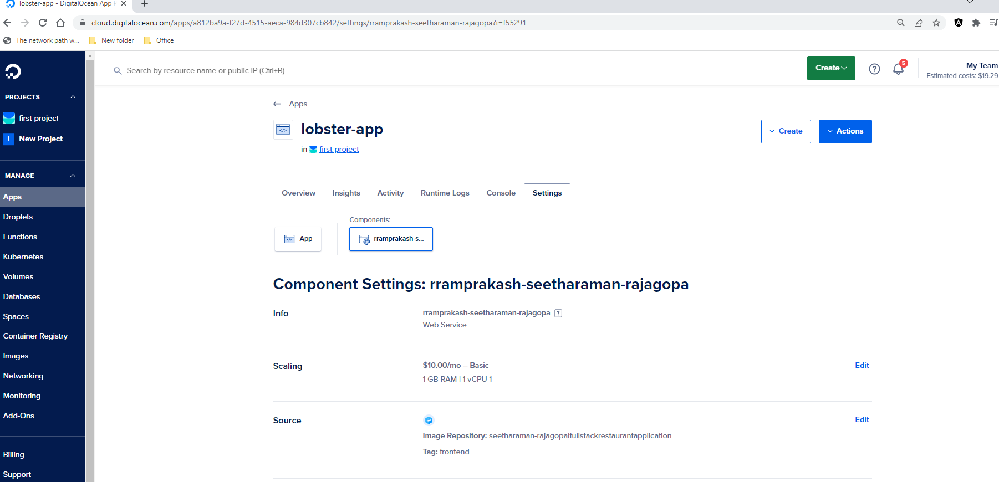 lobster-app - DigitalOcean App
cloud.digitalocean.com/apps/a812ba9a-f27d-4515-aeca-984d307cb842/settings/rramprakash-seetharaman-rajagopa?i=f55291
The network path w... New folder Office
Search by resource name or public IP (Ctrl+B)
Create
5
My Team
Estimated costs: $19.29
PROJECTS
first-project
New Project
MANAGE
Apps
Droplets
Functions
Kubernetes
Volumes
Databases
Spaces
Container Registry
Images
Networking
Monitoring
Add-Ons
Billing
Support
← Apps
lobster-app
in first-project
Create
Actions
Overview Insights Activity Runtime Logs Console Settings
Components:
App
rramprakash-s...
Component Settings: rramprakash-seetharaman-rajagopa
Info
rramprakash-seetharaman-rajagopa ?
Web Service
Scaling
$10.00/mo – Basic
Edit
1 GB RAM | 1 vCPU 1
Source
Edit
Image Repository: seetharaman-rajagopalfullstackrestaurantapplication
Tag: frontend